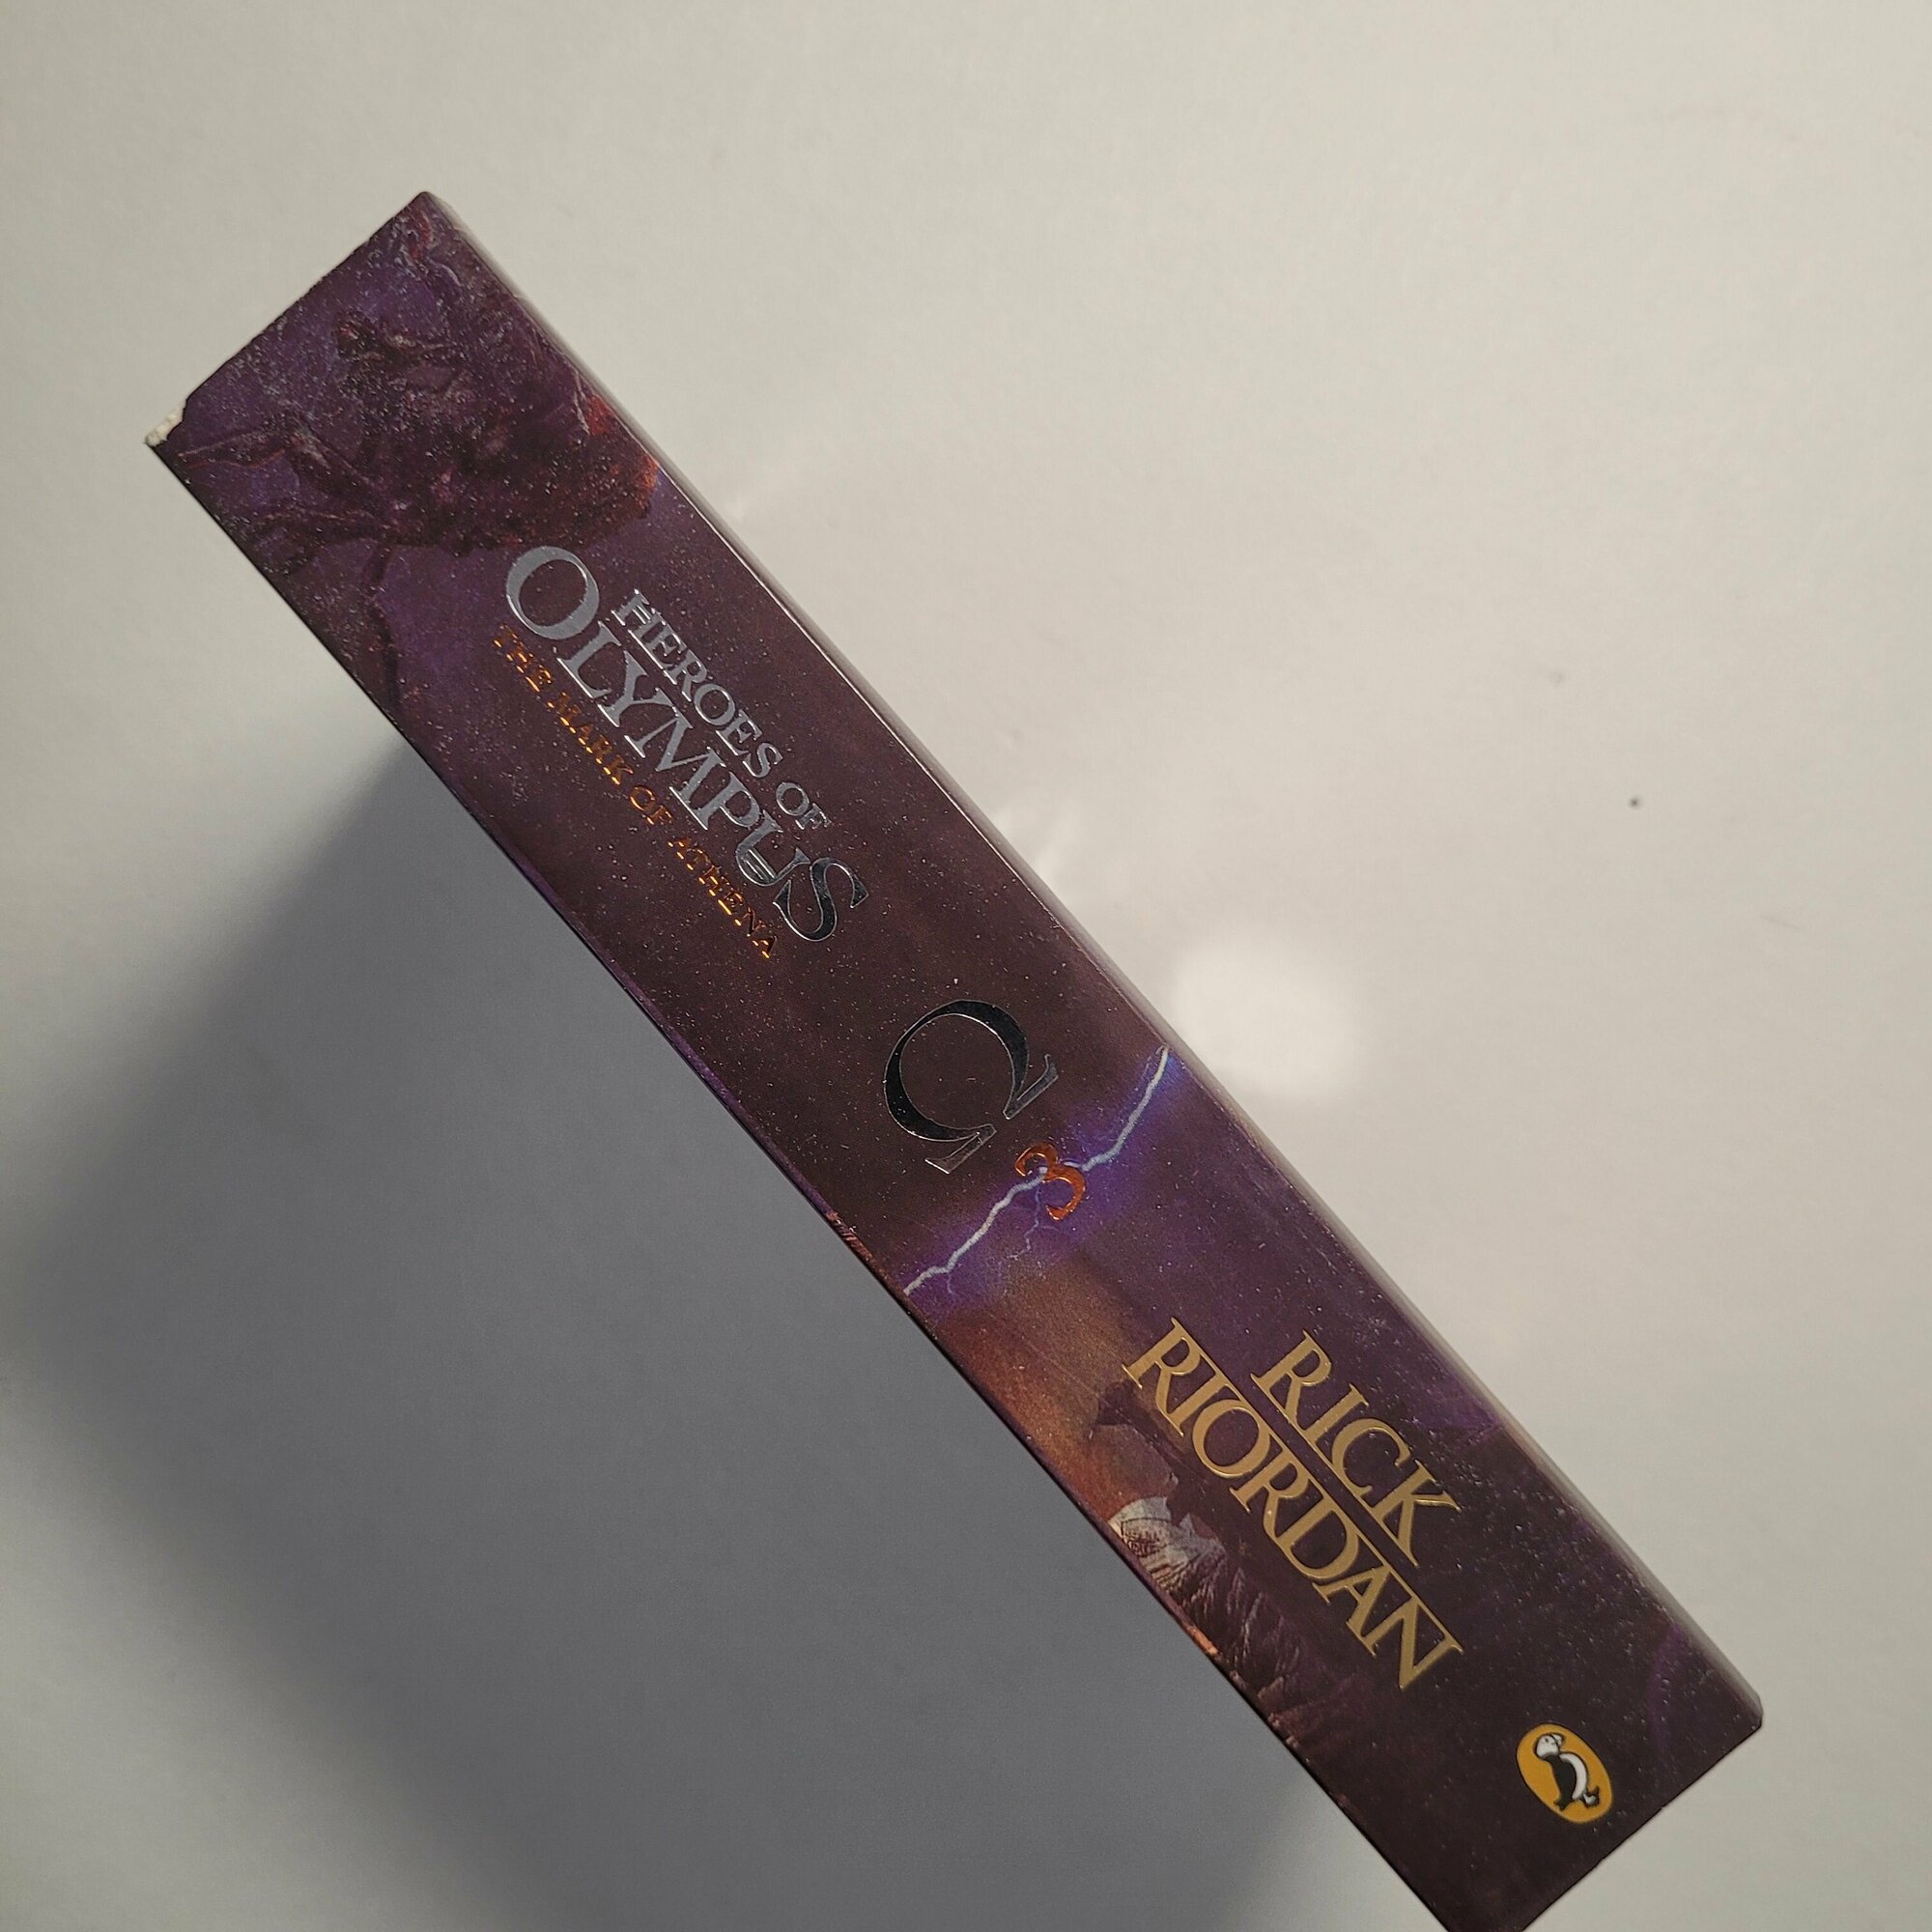 HEROES OF
OLYMPUS
THE MARK OF ATHENA
Ω
3
RICK
RIORDAN